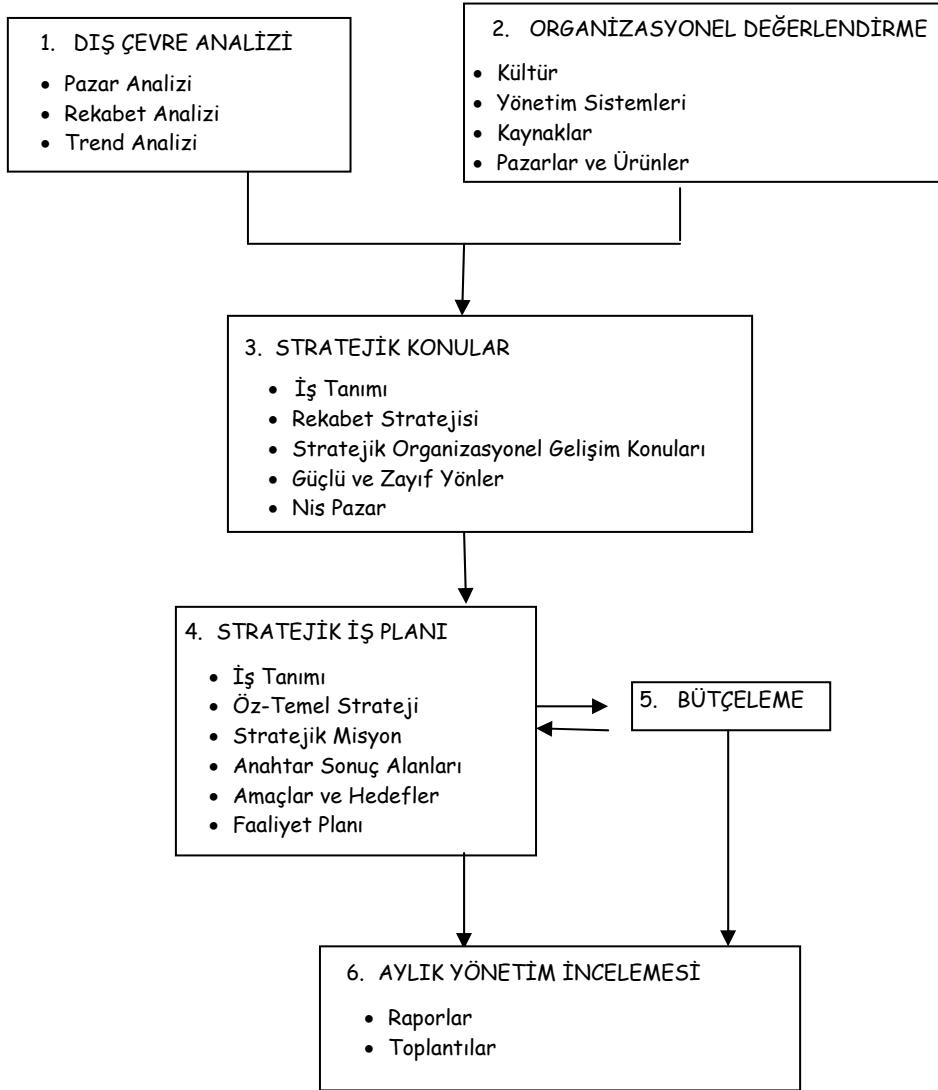 1. DIŞ ÇEVRE ANALİZİ
• Pazar Analizi
• Rekabet Analizi
• Trend Analizi
2. ORGANİZASYONEL DEĞERLENDİRME
• Kültür
• Yönetim Sistemleri
• Kaynaklar
• Pazarlar ve Ürünler
3. STRATEJİK KONULAR
• İş Tanımı
• Rekabet Stratejisi
• Stratejik Organizasyonel Gelişim Konuları
• Güçlü ve Zayıf Yönler
• Nis Pazar
4. STRATEJİK İŞ PLANI
• İş Tanımı
• Öz-Temel Strateji
• Stratejik Misyon
• Anahtar Sonuç Alanları
• Amaçlar ve Hedefler
• Faaliyet Planı
5. BÜTÇELEME
6. AYLIK YÖNETİM İNCELEMESİ
• Raporlar
• Toplantılar